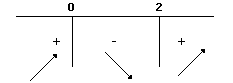 0 2
+ - +